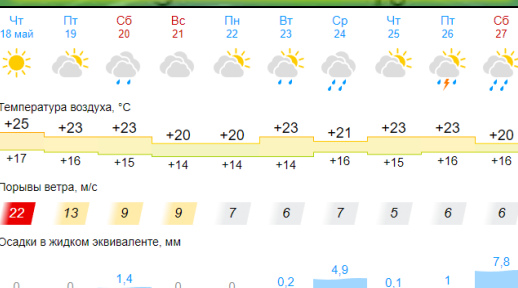 Чт Пт Сб Вс Пн Вт Ср Чт Пт Сб
18 май 19 20 21 22 23 24 25 26 27
Температура воздуха, °C
+25 +23 +23 +20 +20 +23 +21 +23 +23 +20
+17 +16 +15 +14 +14 +14 +16 +15 +16 +16
Порывы ветра, м/с
22 13 9 9 7 6 7 5 6 6
Осадки в жидком эквиваленте, мм
0 0 1,4 0 0 0,2 4,9 0,1 1 7,8